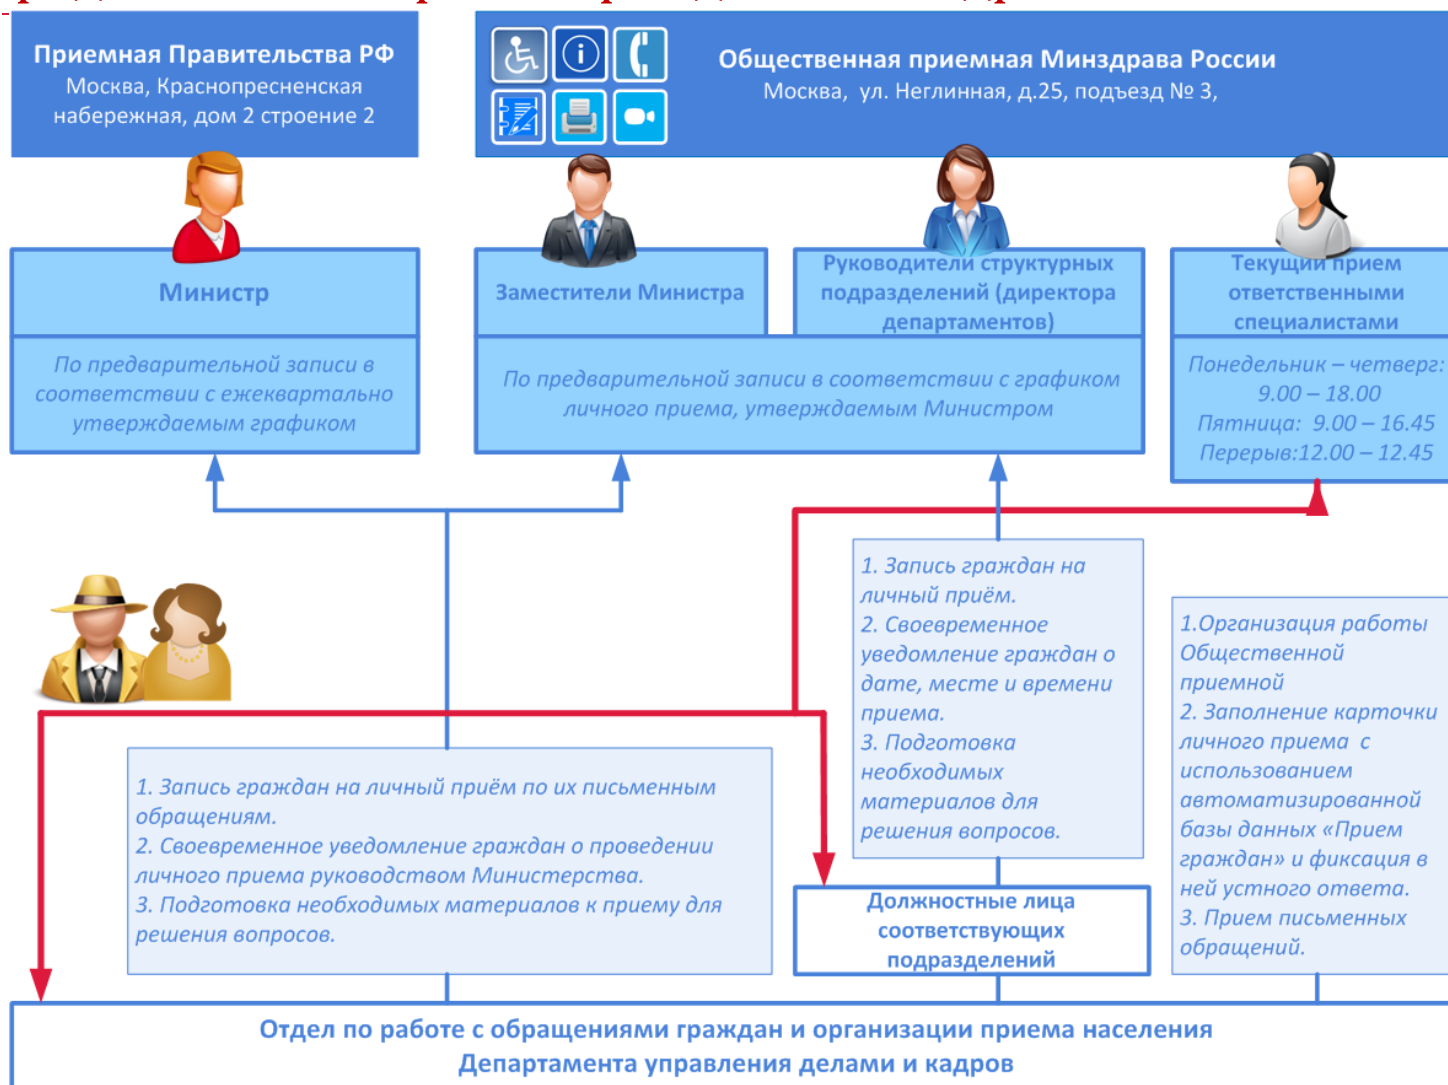 Приемная Правительства РФ
Москва, Краснопресненская
набережная, дом 2 строение 2
Общественная приемная Минздрава России
Москва, ул. Неглинная, д.25, подъезд № 3,
Министр
По предварительной записи в
соответствии с ежеквартально
утверждаемым графиком
Заместители Министра
Руководители структурных
подразделений (директора
департаментов)
По предварительной записи в соответствии с графиком
личного приема, утверждаемым Министром
Текущий прием
ответственными
специалистами
Понедельник – четверг:
9.00 – 18.00
Пятница: 9.00 – 16.45
Перерыв:12.00 – 12.45
1. Запись граждан на личный приём по их письменным
обращениям.
2. Своевременное уведомление граждан о проведении
личного приема руководством Министерства.
3. Подготовка необходимых материалов к приему для
решения вопросов.
1. Запись граждан на
личный приём.
2. Своевременное
уведомление граждан о
дате, месте и времени
приема.
3. Подготовка
необходимых
материалов для
решения вопросов.
Должностные лица
соответствующих
подразделений
1.Организация работы
Общественной
приемной
2. Заполнение карточки
личного приема с
использованием
автоматизированной
базы данных «Прием
граждан» и фиксация в
ней устного ответа.
3. Прием письменных
обращений.
Отдел по работе с обращениями граждан и организации приема населения
Департамента управления делами и кадров